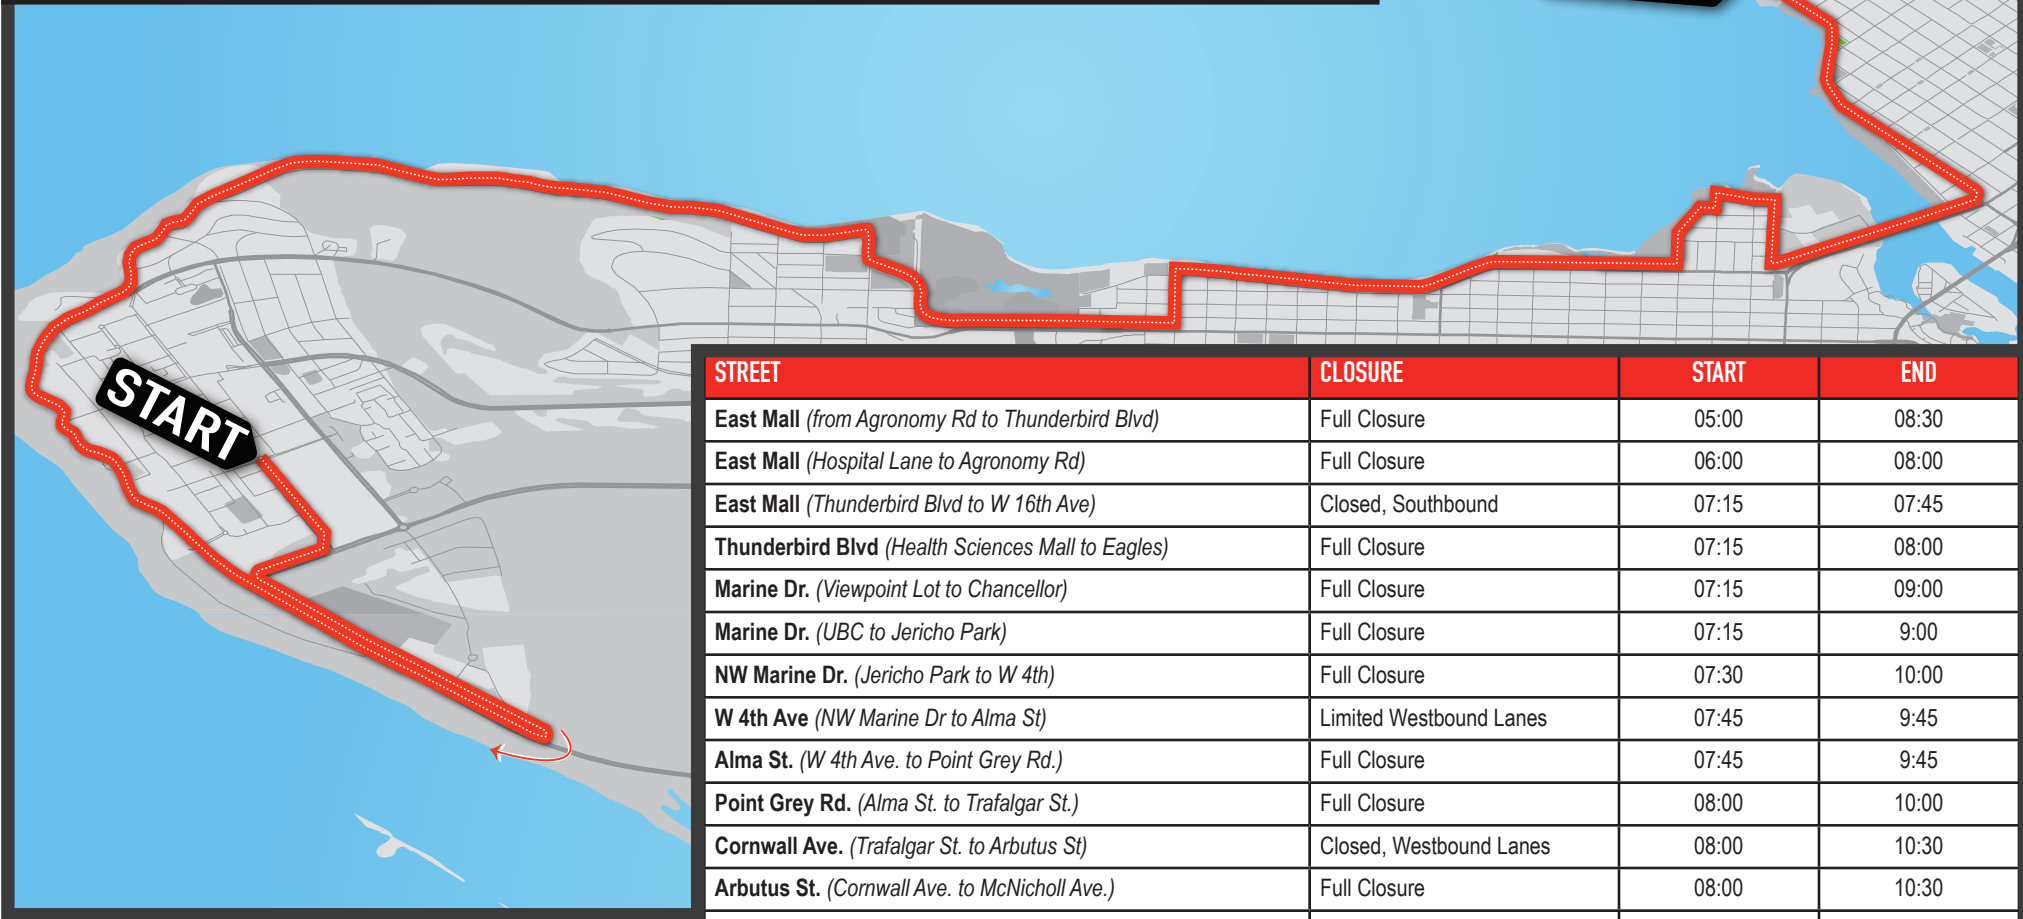 START
STREET CLOSURE START END
East Mall (from Agronomy Rd to Thunderbird Blvd) Full Closure 05:00 08:30
East Mall (Hospital Lane to Agronomy Rd) Full Closure 06:00 08:00
East Mall (Thunderbird Blvd to W 16th Ave) Closed, Southbound 07:15 07:45
Thunderbird Blvd (Health Sciences Mall to Eagles) Full Closure 07:15 08:00
Marine Dr. (Viewpoint Lot to Chancellor) Full Closure 07:15 09:00
Marine Dr. (UBC to Jericho Park) Full Closure 07:15 9:00
NW Marine Dr. (Jericho Park to W 4th) Full Closure 07:30 10:00
W 4th Ave (NW Marine Dr to Alma St) Limited Westbound Lanes 07:45 9:45
Alma St. (W 4th Ave. to Point Grey Rd.) Full Closure 07:45 9:45
Point Grey Rd. (Alma St. to Trafalgar St.) Full Closure 08:00 10:00
Cornwall Ave. (Trafalgar St. to Arbutus St) Closed, Westbound Lanes 08:00 10:30
Arbutus St. (Cornwall Ave. to McNicholl Ave.) Full Closure 08:00 10:30